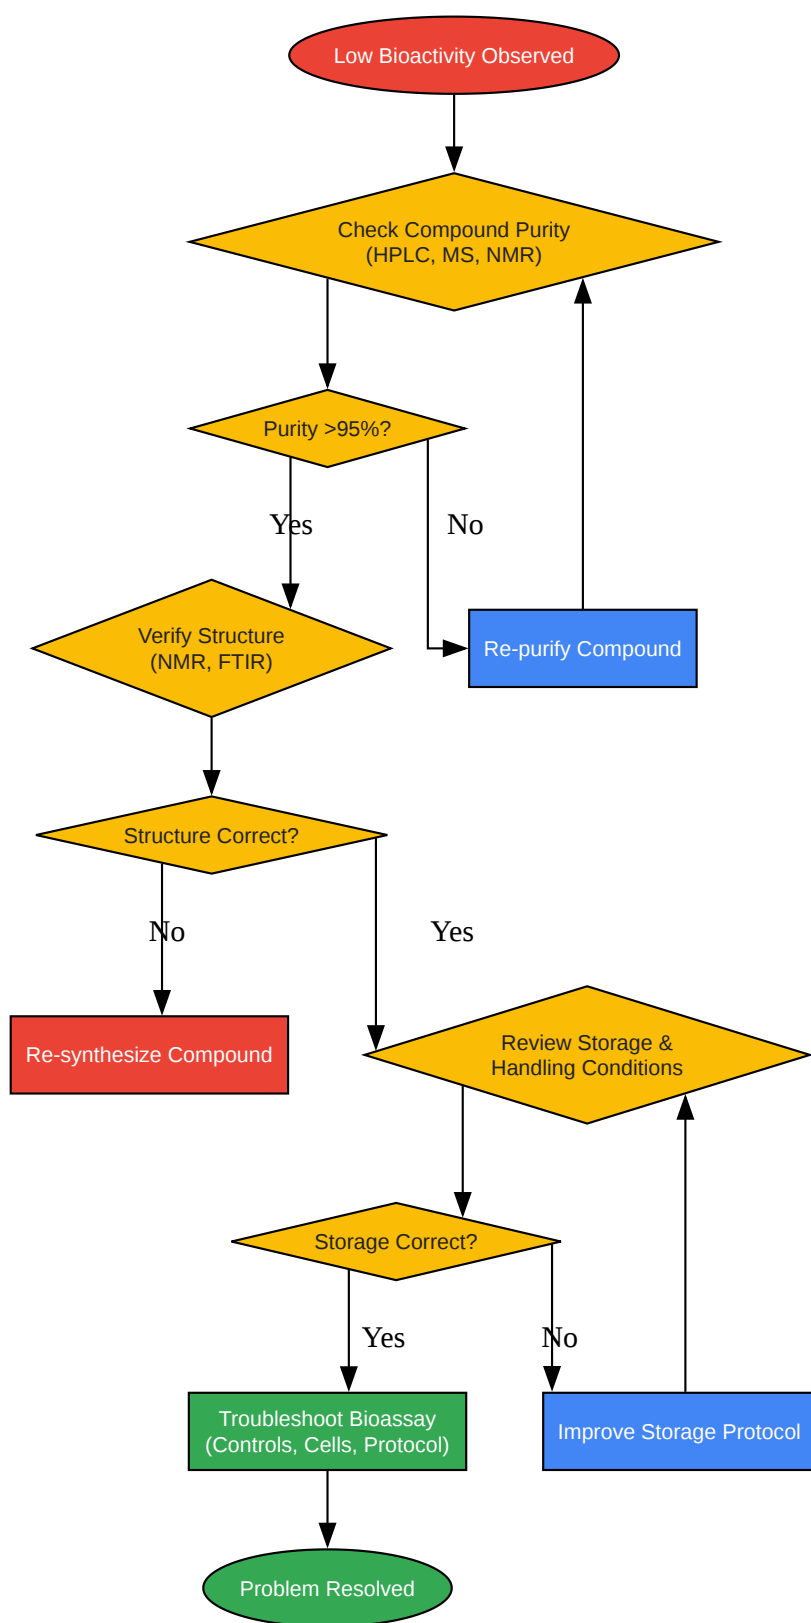 Low Bioactivity Observed
Check Compound Purity
(HPLC, MS, NMR)
Purity >95%?
Yes
No
Verify Structure
(NMR, FTIR)
Re-purify Compound
Structure Correct?
No
Yes
Re-synthesize Compound
Review Storage &
Handling Conditions
Storage Correct?
Yes
No
Troubleshoot Bioassay
(Controls, Cells, Protocol)
Improve Storage Protocol
Problem Resolved